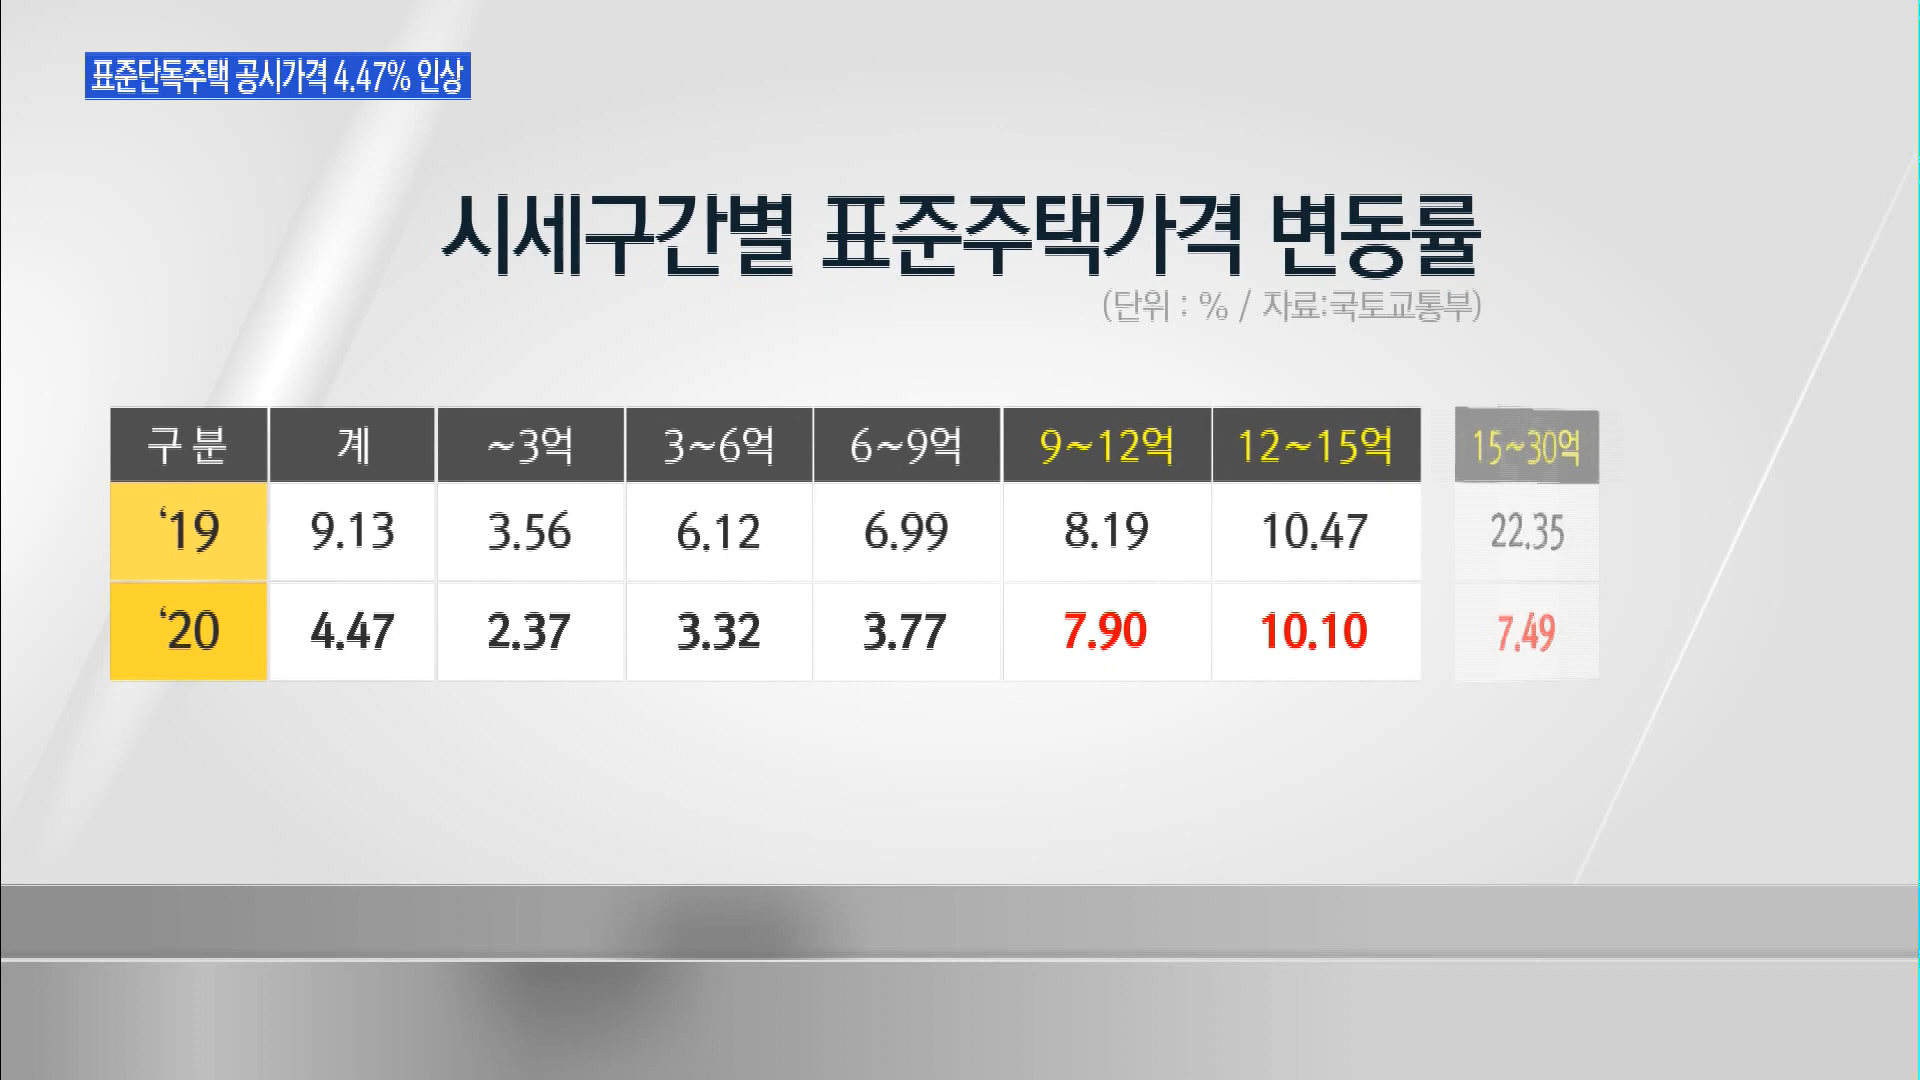 표준단독주택 공시가격 4.47% 인상
시세구간별 표준주택가격 변동률
(단위 : % / 자료:국토교통부)
구 분 계 ~3억 3~6억 6~9억 9~12억 12~15억 15~30억
‘19 9.13 3.56 6.12 6.99 8.19 10.47 22.35
‘20 4.47 2.37 3.32 3.77 7.90 10.10 7.49